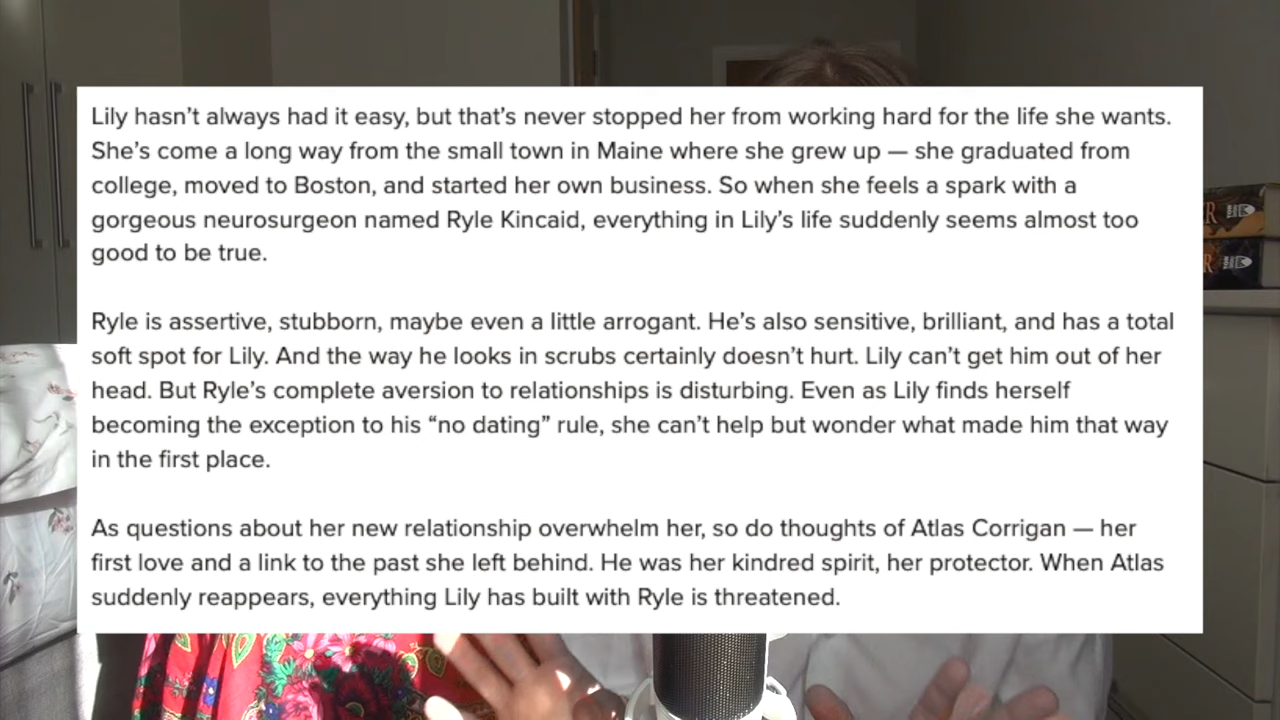 Lily hasn’t always had it easy, but that’s never stopped her from working hard for the life she wants.
She’s come a long way from the small town in Maine where she grew up — she graduated from
college, moved to Boston, and started her own business. So when she feels a spark with a
gorgeous neurosurgeon named Ryle Kincaid, everything in Lily’s life suddenly seems almost too
good to be true.
Ryle is assertive, stubborn, maybe even a little arrogant. He’s also sensitive, brilliant, and has a total
soft spot for Lily. And the way he looks in scrubs certainly doesn’t hurt. Lily can’t get him out of her
head. But Ryle’s complete aversion to relationships is disturbing. Even as Lily finds herself
becoming the exception to his “no dating” rule, she can’t help but wonder what made him that way
in the first place.
As questions about her new relationship overwhelm her, so do thoughts of Atlas Corrigan — her
first love and a link to the past she left behind. He was her kindred spirit, her protector. When Atlas
suddenly reappears, everything Lily has built with Ryle is threatened.